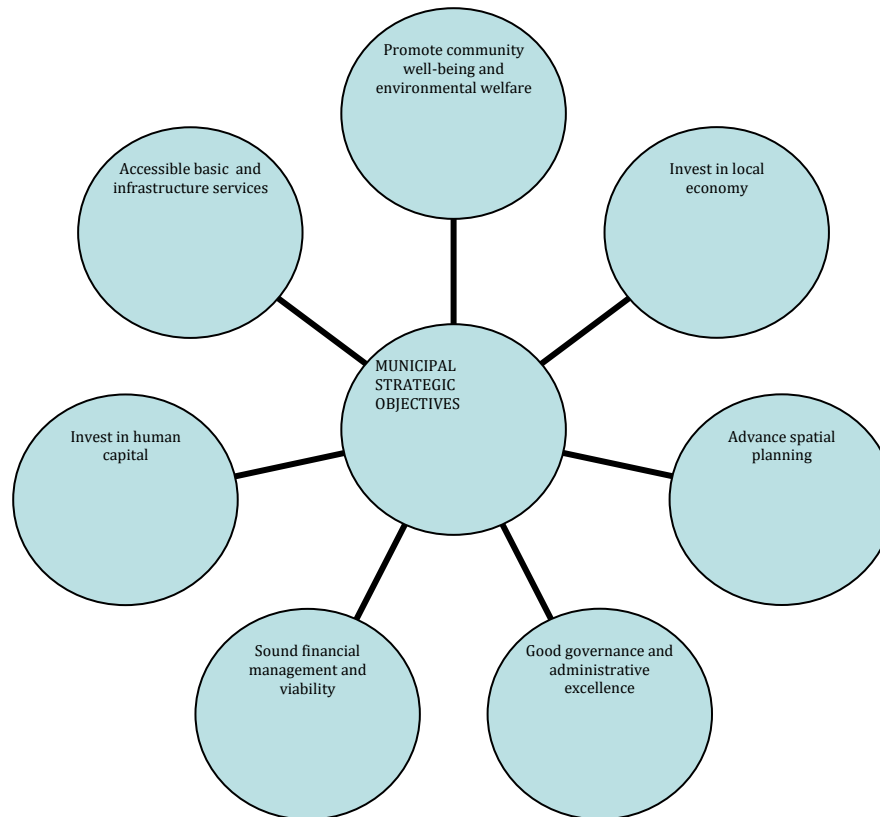 Promote community
well-being and
environmental welfare
Accessible basic  and
infrastructure services
Invest in local
economy
MUNICIPAL
STRATEGIC
OBJECTIVES
Invest in human
capital
Advance spatial
planning
Sound financial
management and
viability
Good governance and
administrative
excellence